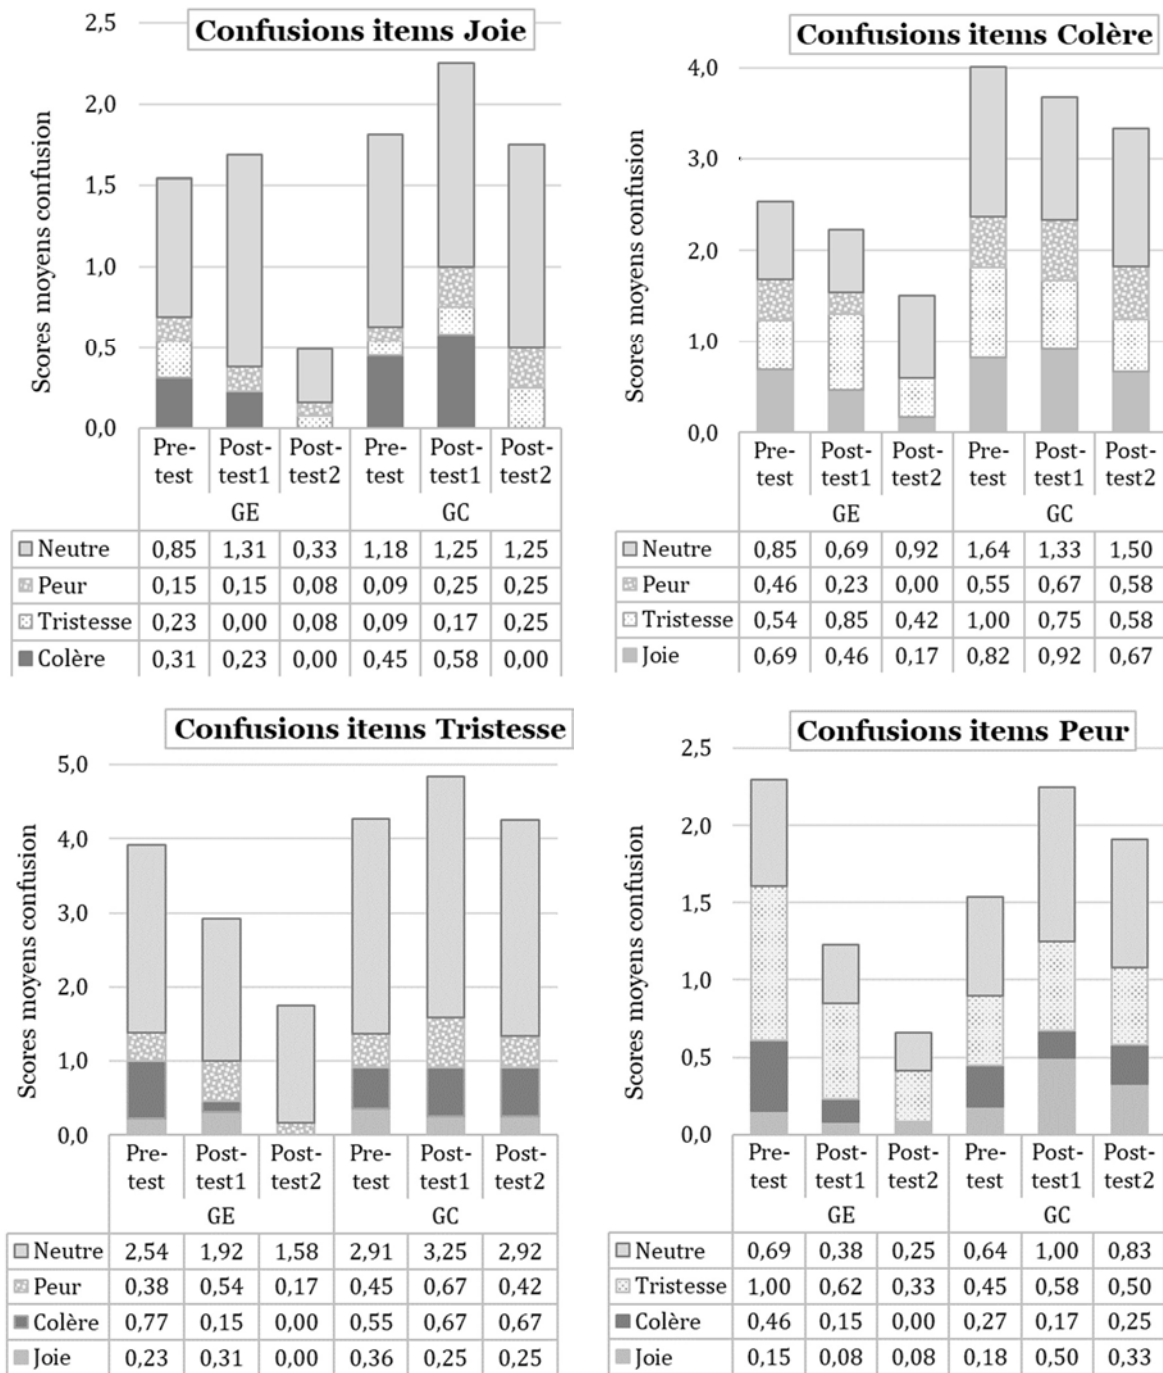 Confusions items Joie
Scores moyens confusion
2,5
2,0
1,5
1,0
0,5
0,0
Pre-test Post-test1 Post-test2 Pre-test Post-test1 Post-test2
GE GC
Neutre 0,85 1,31 0,33 1,18 1,25 1,25
Peur 0,15 0,15 0,08 0,09 0,25 0,25
Tristesse 0,23 0,00 0,08 0,09 0,17 0,25
Colère 0,31 0,23 0,00 0,45 0,58 0,00
Confusions items Colère
Scores moyens confusion
4,0
3,0
2,0
1,0
0,0
Pre-test Post-test1 Post-test2 Pre-test Post-test1 Post-test2
GE GC
Neutre 0,85 0,69 0,92 1,64 1,33 1,50
Peur 0,46 0,23 0,00 0,55 0,67 0,58
Tristesse 0,54 0,85 0,42 1,00 0,75 0,58
Joie 0,69 0,46 0,17 0,82 0,92 0,67
Confusions items Tristesse
Scores moyens confusion
5,0
4,0
3,0
2,0
1,0
0,0
Pre-test Post-test1 Post-test2 Pre-test Post-test1 Post-test2
GE GC
Neutre 2,54 1,92 1,58 2,91 3,25 2,92
Peur 0,38 0,54 0,17 0,45 0,67 0,42
Colère 0,77 0,15 0,00 0,55 0,67 0,67
Joie 0,23 0,31 0,00 0,36 0,25 0,25
Confusions items Peur
Scores moyens confusion
2,5
2,0
1,5
1,0
0,5
0,0
Pre-test Post-test1 Post-test2 Pre-test Post-test1 Post-test2
GE GC
Neutre 0,69 0,38 0,25 0,64 1,00 0,83
Tristesse 1,00 0,62 0,33 0,45 0,58 0,50
Colère 0,46 0,15 0,00 0,27 0,17 0,25
Joie 0,15 0,08 0,08 0,18 0,50 0,33